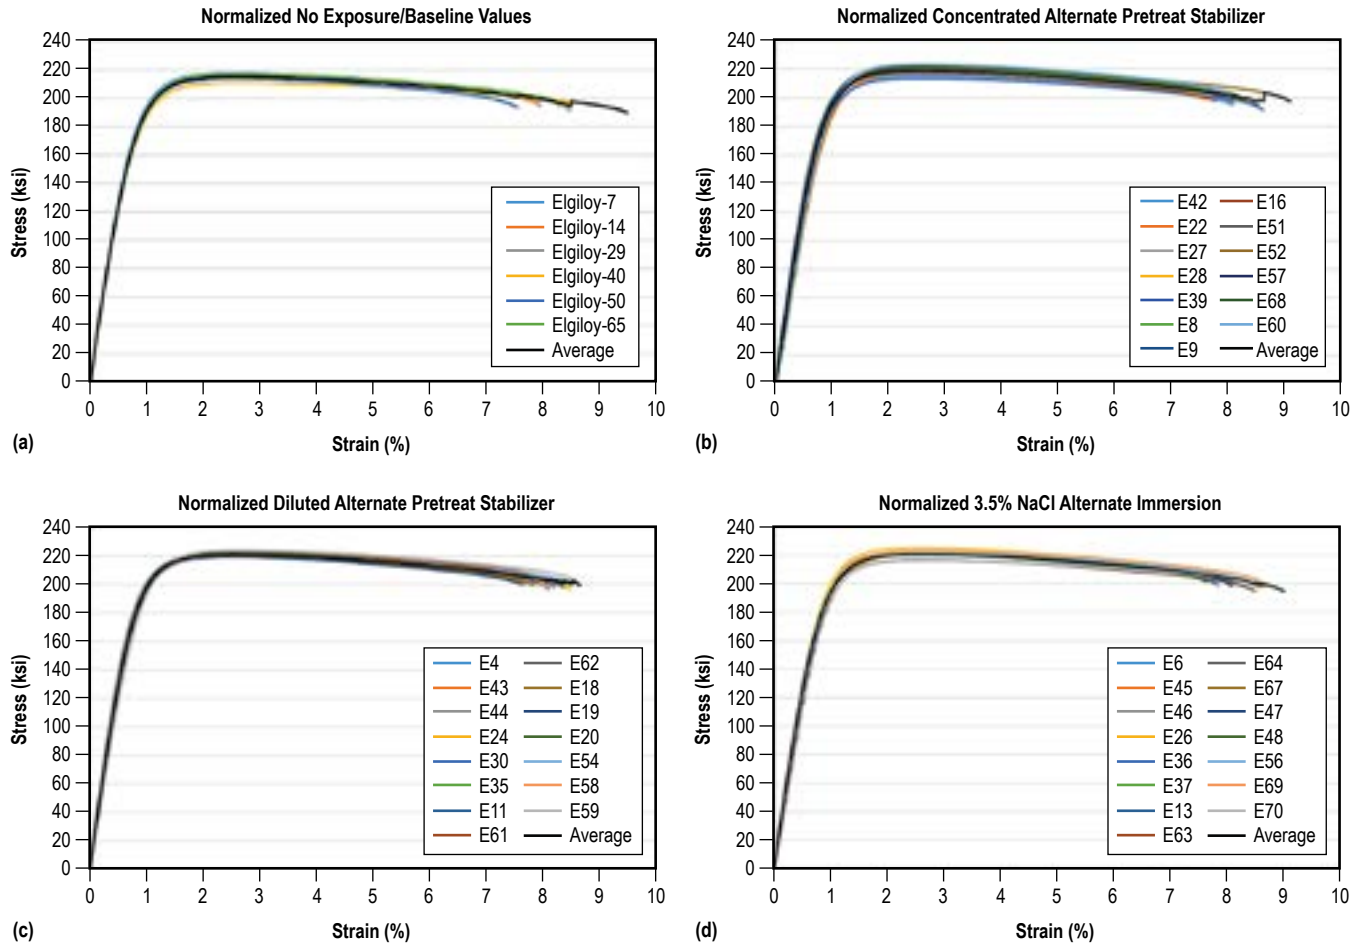 Normalized No Exposure/Baseline Values
240
220
200
180
160
140
120
100
80
60
40
20
0
Stress (ksi)
Elgiloy-7
Elgiloy-14
Elgiloy-29
Elgiloy-40
Elgiloy-50
Elgiloy-65
Average
0 1 2 3 4 5 6 7 8 9 10
(a)
Strain (%)
Normalized Concentrated Alternate Pretreat Stabilizer
240
220
200
180
160
140
120
100
80
60
40
20
0
Stress (ksi)
E42 E16
E22 E51
E27 E52
E28 E57
E39 E68
E8 E60
E9 Average
0 1 2 3 4 5 6 7 8 9 10
(b)
Strain (%)
Normalized Diluted Alternate Pretreat Stabilizer
240
220
200
180
160
140
120
100
80
60
40
20
0
Stress (ksi)
E4 E62
E43 E18
E44 E19
E24 E20
E30 E54
E35 E58
E11 E59
E61 Average
0 1 2 3 4 5 6 7 8 9 10
(c)
Strain (%)
Normalized 3.5% NaCl Alternate Immersion
240
220
200
180
160
140
120
100
80
60
40
20
0
Stress (ksi)
E6 E64
E45 E67
E46 E47
E26 E48
E36 E56
E37 E69
E13 E70
E63 Average
0 1 2 3 4 5 6 7 8 9 10
(d)
Strain (%)